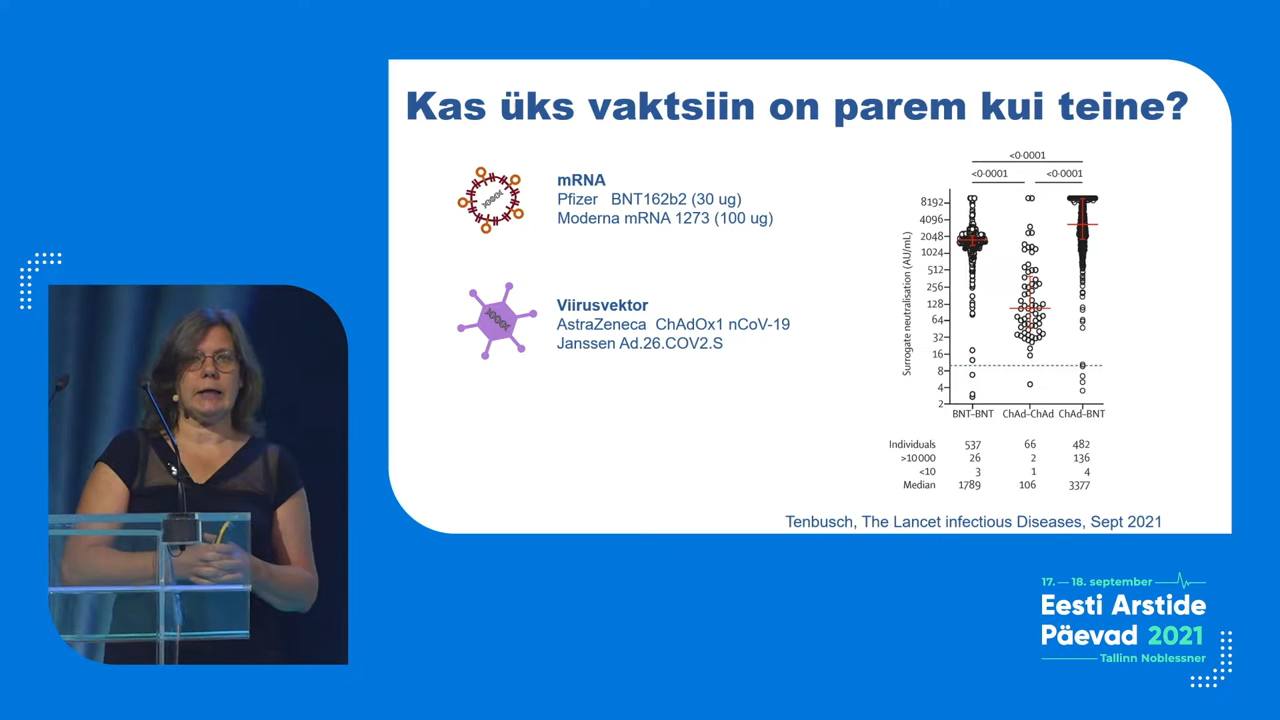 Kas üks vaktsiin on parem kui teine?
mRNA
Pfizer BNT162b2 (30 ug)
Moderna mRNA 1273 (100 ug)
Viirusvektor
AstraZeneca ChAdOx1 nCoV-19
Janssen Ad.26.COV2.S
<0·0001
<0·0001 <0·0001
Surrogate neutralisation (AU/mL)
8192
4096
2048
1024
512
256
128
64
32
16
8
4
2
BNT–BNT ChAd–ChAd ChAd–BNT
Individuals 537 66 482
>10 000 26 2 136
<10 3 1 4
Median 1789 106 3377
Tenbusch, The Lancet infectious Diseases, Sept 2021
17. — 18. september
Eesti Arstide
Päevad 2021
Tallinn Noblessner